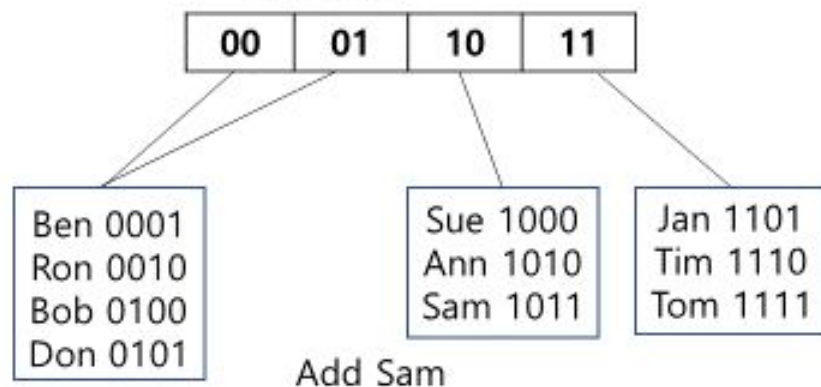 00 01 10 11
Ben 0001
Ron 0010
Bob 0100
Don 0101
Sue 1000
Ann 1010
Sam 1011
Jan 1101
Tim 1110
Tom 1111
Add Sam